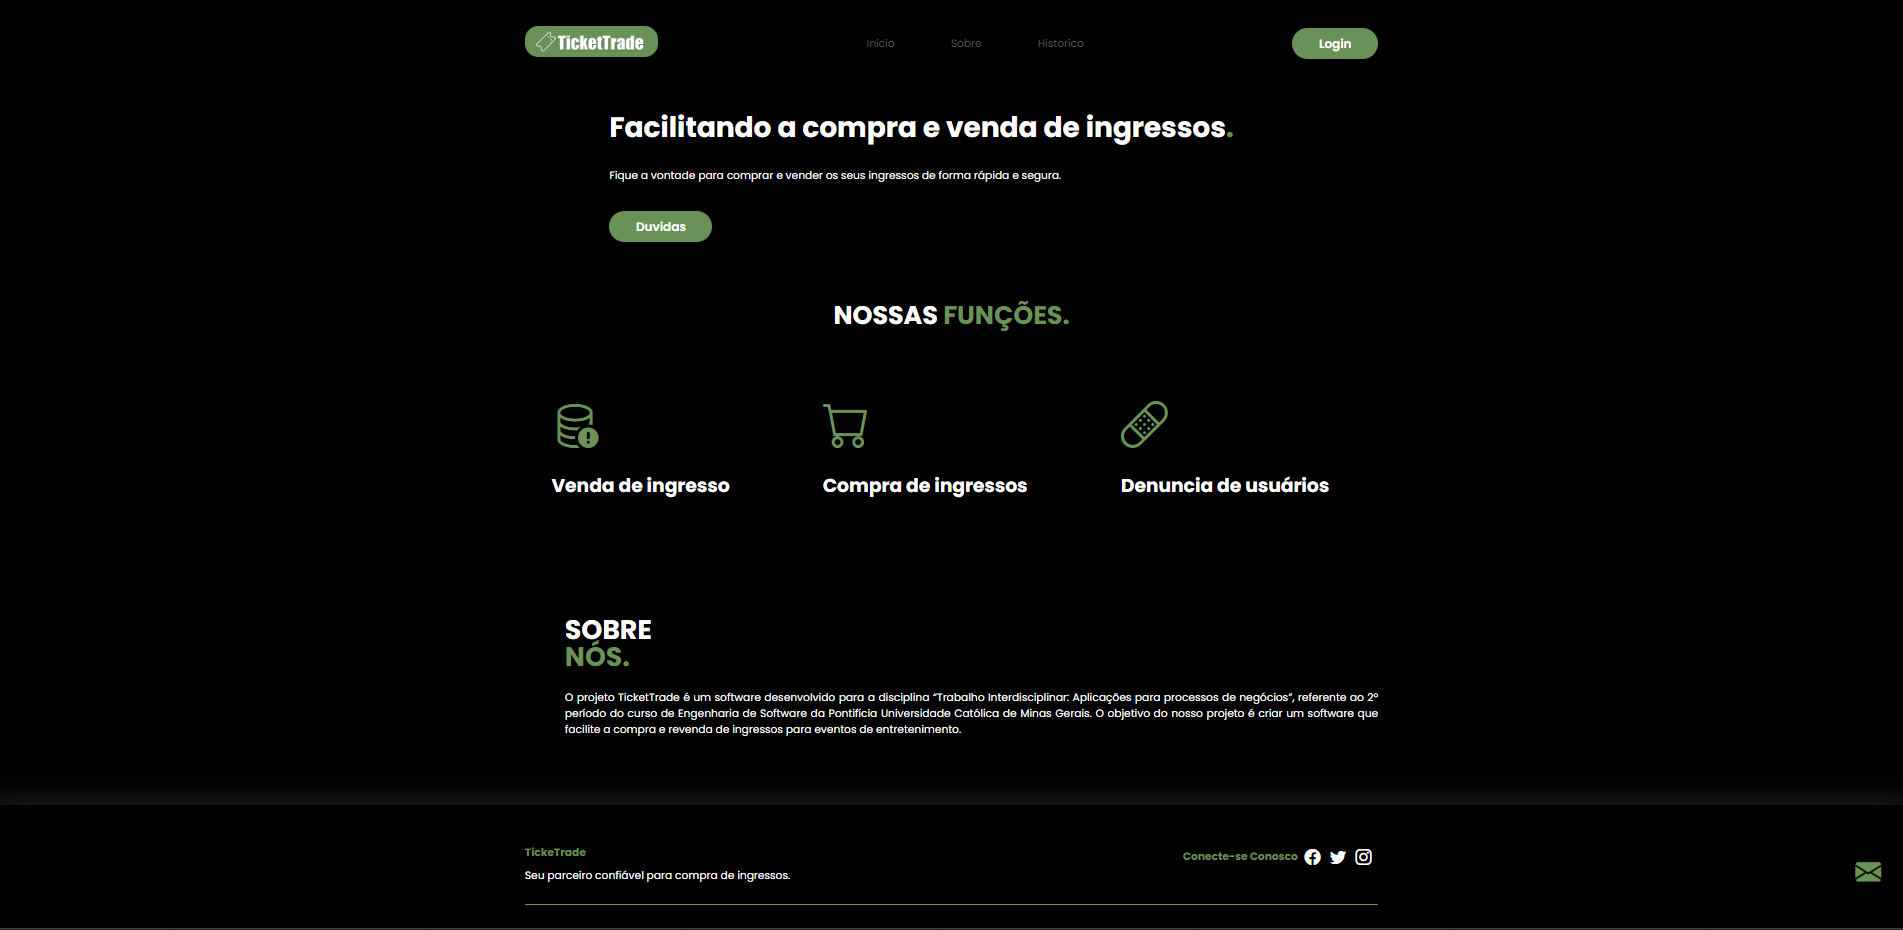 TicketTrade
Inicio
Sobre
Historico
Login
Facilitando a compra e venda de ingressos.
Fique a vontade para comprar e vender os seus ingressos de forma rápida e segura.
Duvidas
NOSSAS FUNÇÕES.
Venda de ingresso
Compra de ingressos
Denuncia de usuários
SOBRE
NÓS.
O projeto TicketTrade é um software desenvolvido para a disciplina “Trabalho Interdisciplinar: Aplicações para processos de negócios”, referente ao 2º
período do curso de Engenharia de Software da Pontifícia Universidade Católica de Minas Gerais. O objetivo do nosso projeto é criar um software que
facilite a compra e revenda de ingressos para eventos de entretenimento.
TickeTrade
Seu parceiro confiável para compra de ingressos.
Conecte-se Conosco